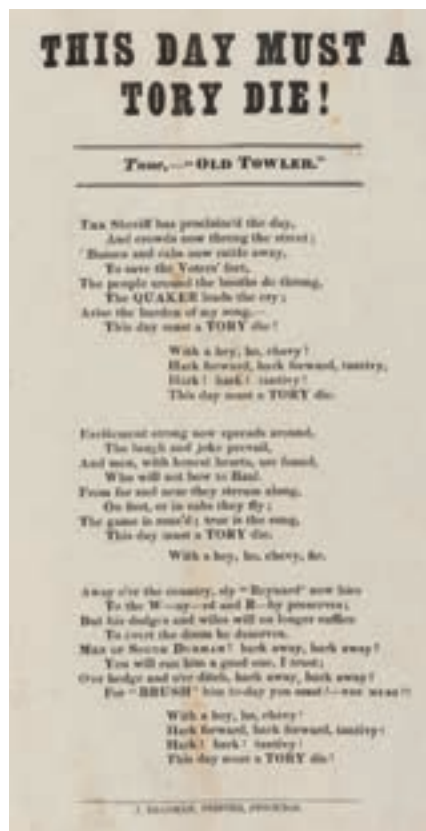 THIS DAY MUST A
TORY DIE!
Tune,—"OLD TOWLER."
THE Sheriff has proclaim'd the day,
And crowds now throng the street;
'Busses and cabs now rattle away,
To save the Voters' feet,
The people around the booths do throng,
The QUAKER leads the cry;
Arise the burden of my song,—
This day must a TORY die!
With a hey, ho, chevy!
Hark forward, hark forward, tantivy,
Hark! hark! tantivy!
This day must a TORY die.
Excitement strong now spreads around,
The laugh and joke prevail,
And men, with honest hearts, are found,
Who will not bow to
From far and near they stream along,
On foot, or in cabs they fly;
The game is rous'd; true is the song,
This day must a TORY die.
With a hey, ho, chevy, &c.
Away o'er the country, sly "Reynard" now hies
To the W—ay—rd and R—by preserves;
But his dodges and wiles will no longer suffice
To avert the doom he deserves.
MEN OF SOUTH DURHAM! hark away, hark away!
You will run him a good one, I trust;
O'er hedge and o'er ditch, hark away, hark away!
For "BRUSH" him to-day you must!—
With a hey, ho, chevy!
Hark forward, hark forward, tantivy!
Hark! hark! tantivy!
This day must a TORY die!
PRINTER, STOCKTON.